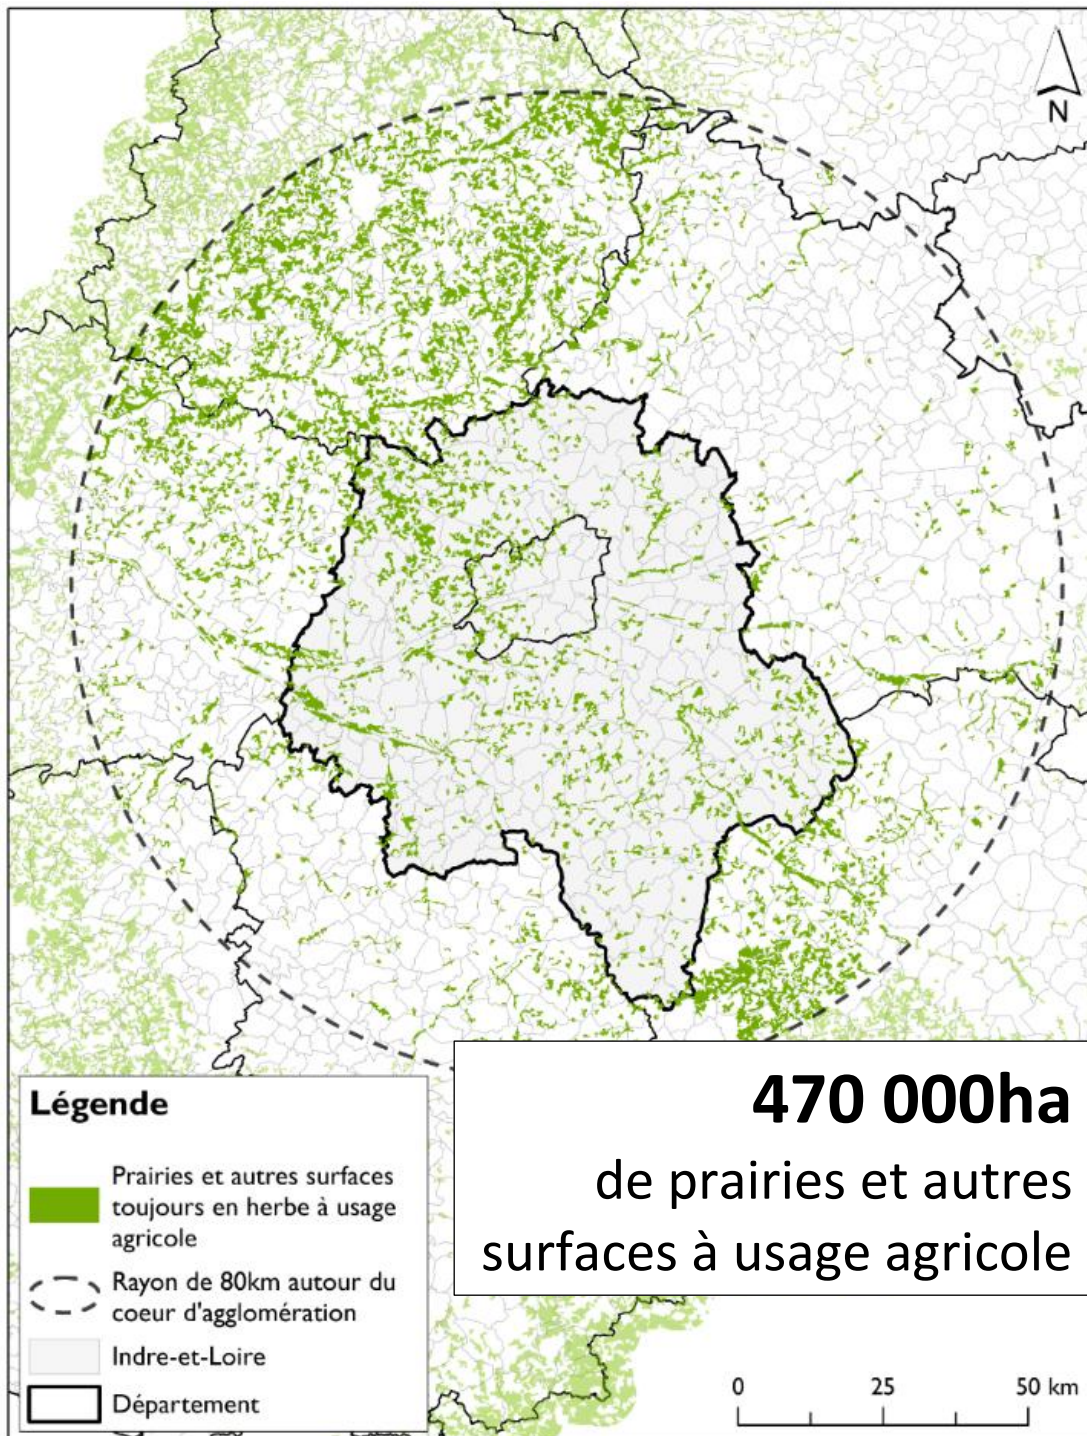 N
470 000ha
de prairies et autres
surfaces à usage agricole
Légende
Prairies et autres surfaces
toujours en herbe à usage
agricole
Rayon de 80km autour du
coeur d'agglomération
Indre-et-Loire
Département
0 25 50 km